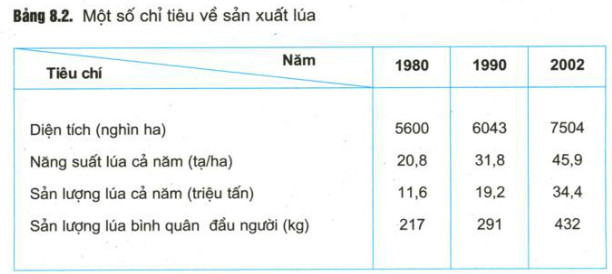 Bảng 8.2. Một số chỉ tiêu về sản xuất lúa
Năm
Tiêu chí
1980 1990 2002
Diện tích (nghìn ha) 5600 6043 7504
Năng suất lúa cả năm (tạ/ha) 20,8 31,8 45,9
Sản lượng lúa cả năm (triệu tấn) 11,6 19,2 34,4
Sản lượng lúa bình quân đầu người (kg) 217 291 432